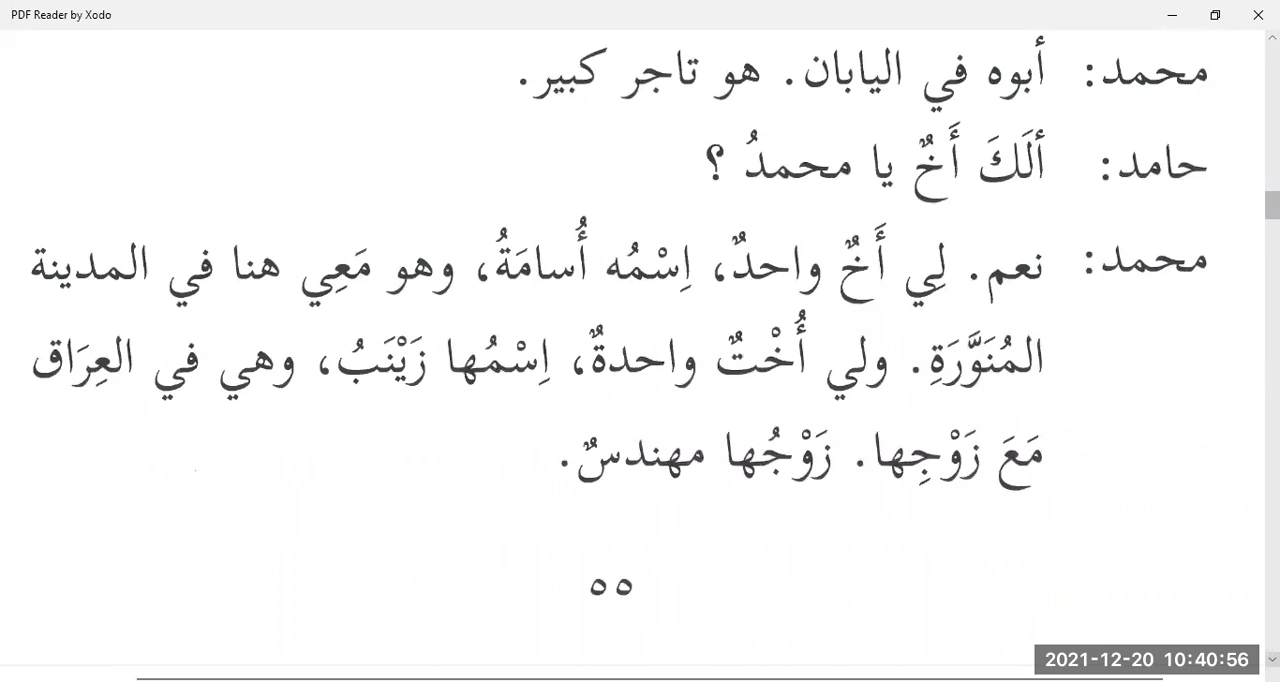 PDF Reader by Xodo
محمد: أبوه في اليابان. هو تاجر كبير.
حامد: ألَكَ أَخٌ يا محمدُ ؟
محمد: نعم. لِي أَخٌ واحدٌ، اِسْمُه أُسامَةُ، وهو مَعِي هنا في المدينة
المُنَوَّرَةِ. ولي أُخْتٌ واحدةٌ، اِسْمُها زَيْنَبُ، وهي في العِرَاق
مَعَ زَوْجِها. زَوْجُها مهندسٌ.
٥٥
2021-12-20 10:40:56